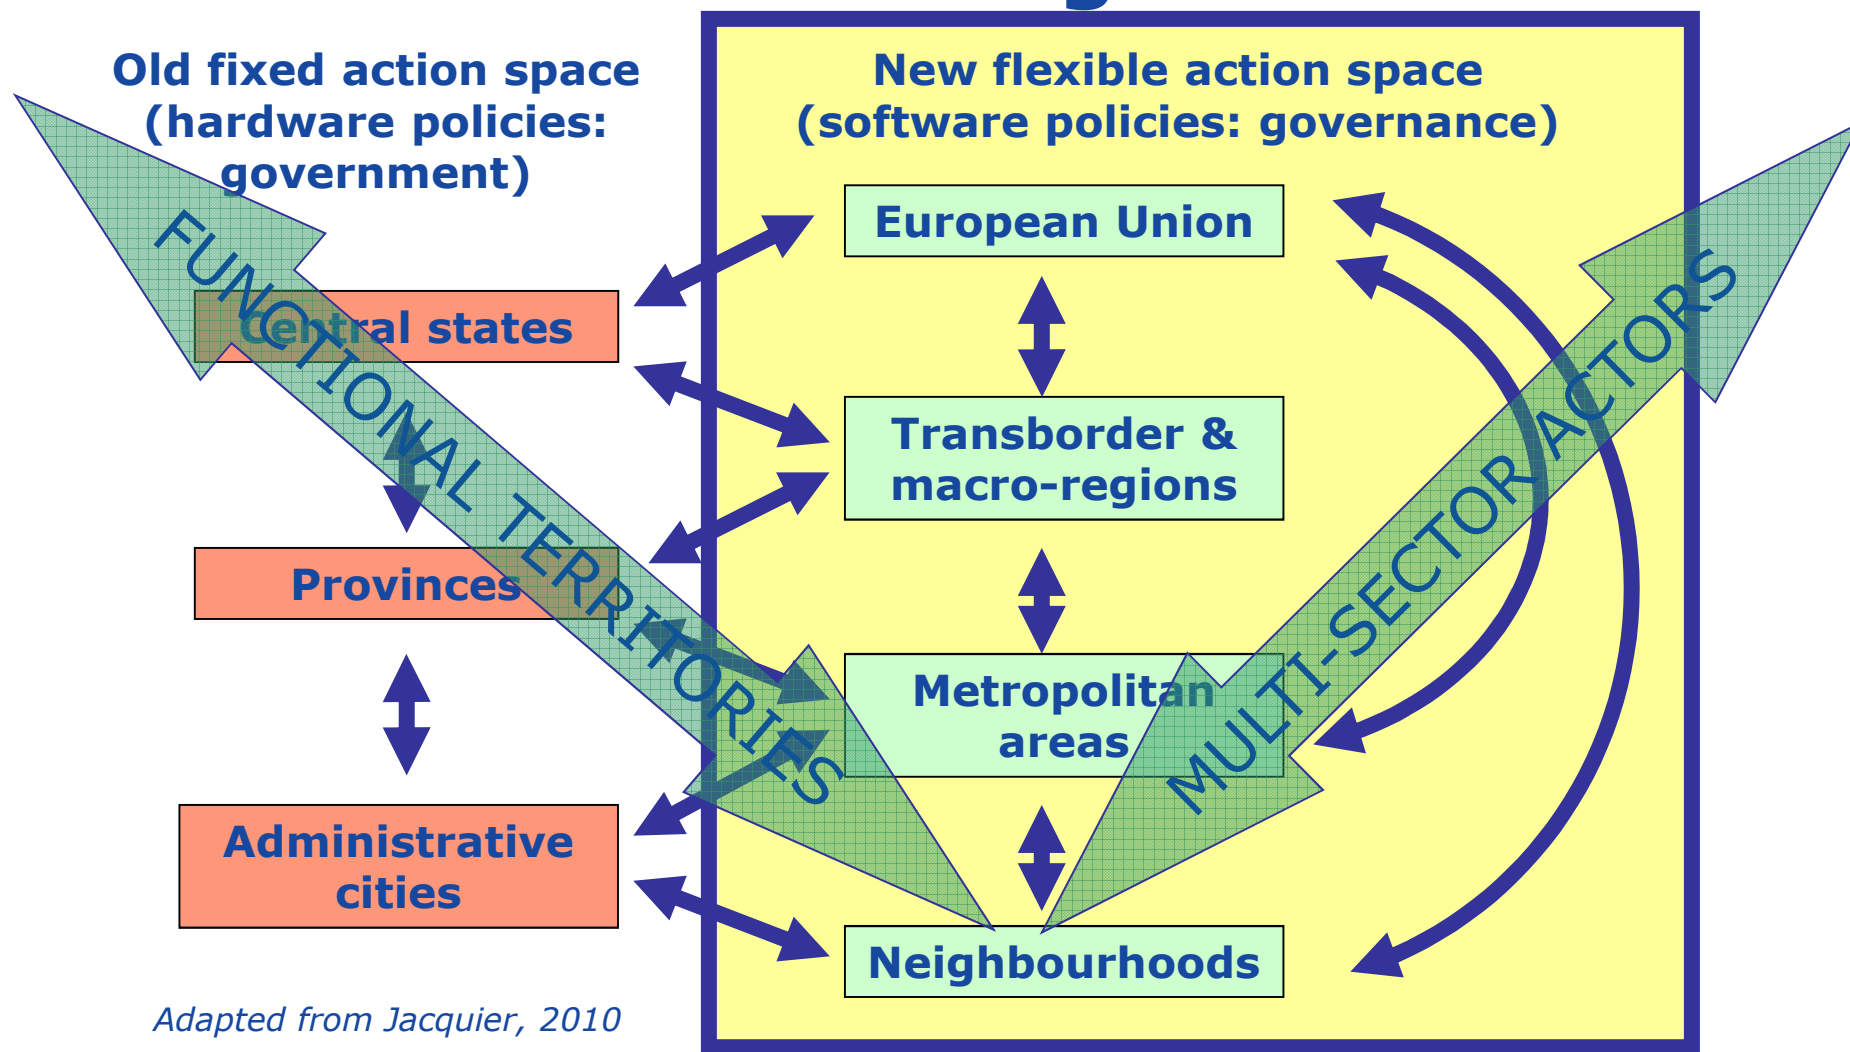 Old fixed action space
(hardware policies:
government)
New flexible action space
(software policies: governance)
European Union
Central states
Transborder &
macro-regions
Provinces
Metropolitan
areas
Administrative
cities
Neighbourhoods
FUNCTIONAL TERRITORIES
MULTI-SECTOR ACTORS
Adapted from Jacquier, 2010